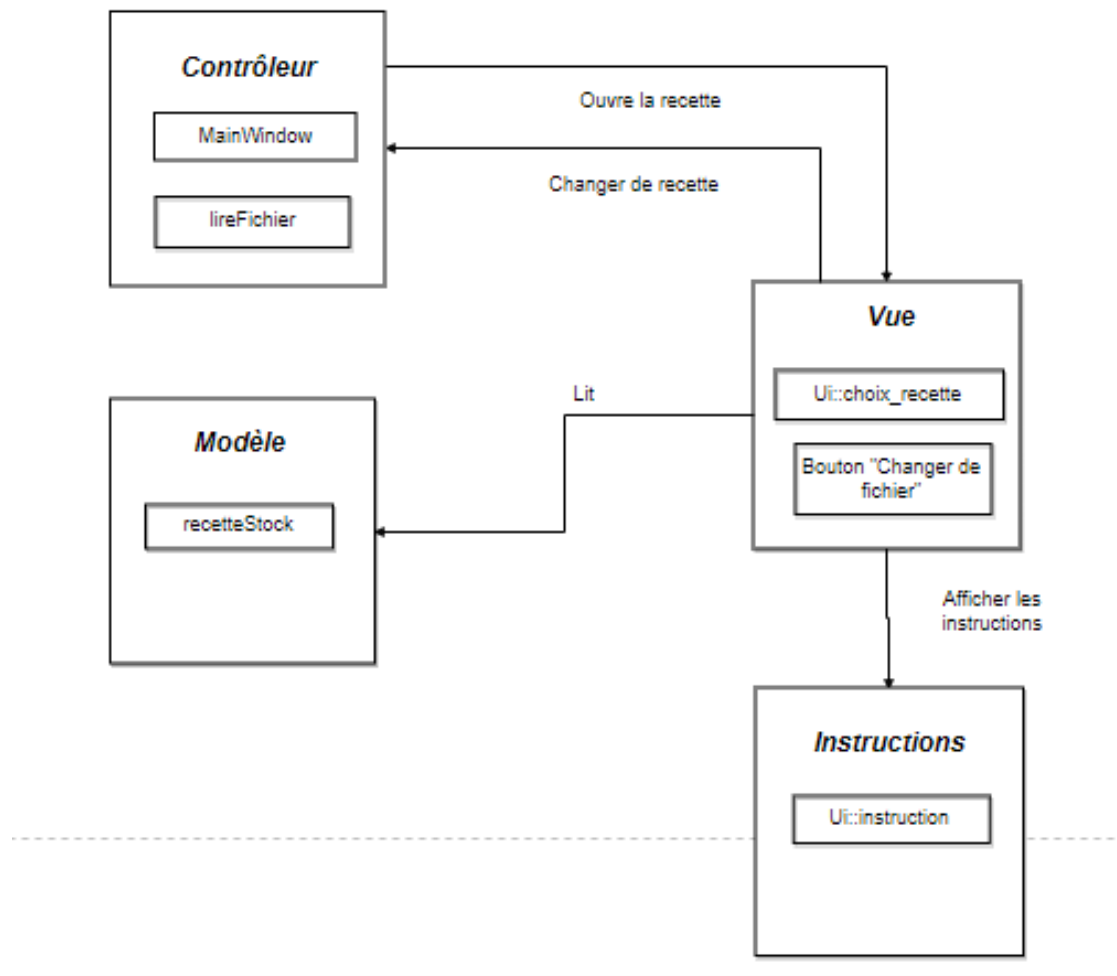 Contrôleur
MainWindow
lireFichier
Ouvre la recette
Changer de recette
Vue
Ui::choix_recette
Bouton "Changer de
fichier"
Lit
Modèle
recetteStock
Afficher les
instructions
Instructions
Ui::instruction